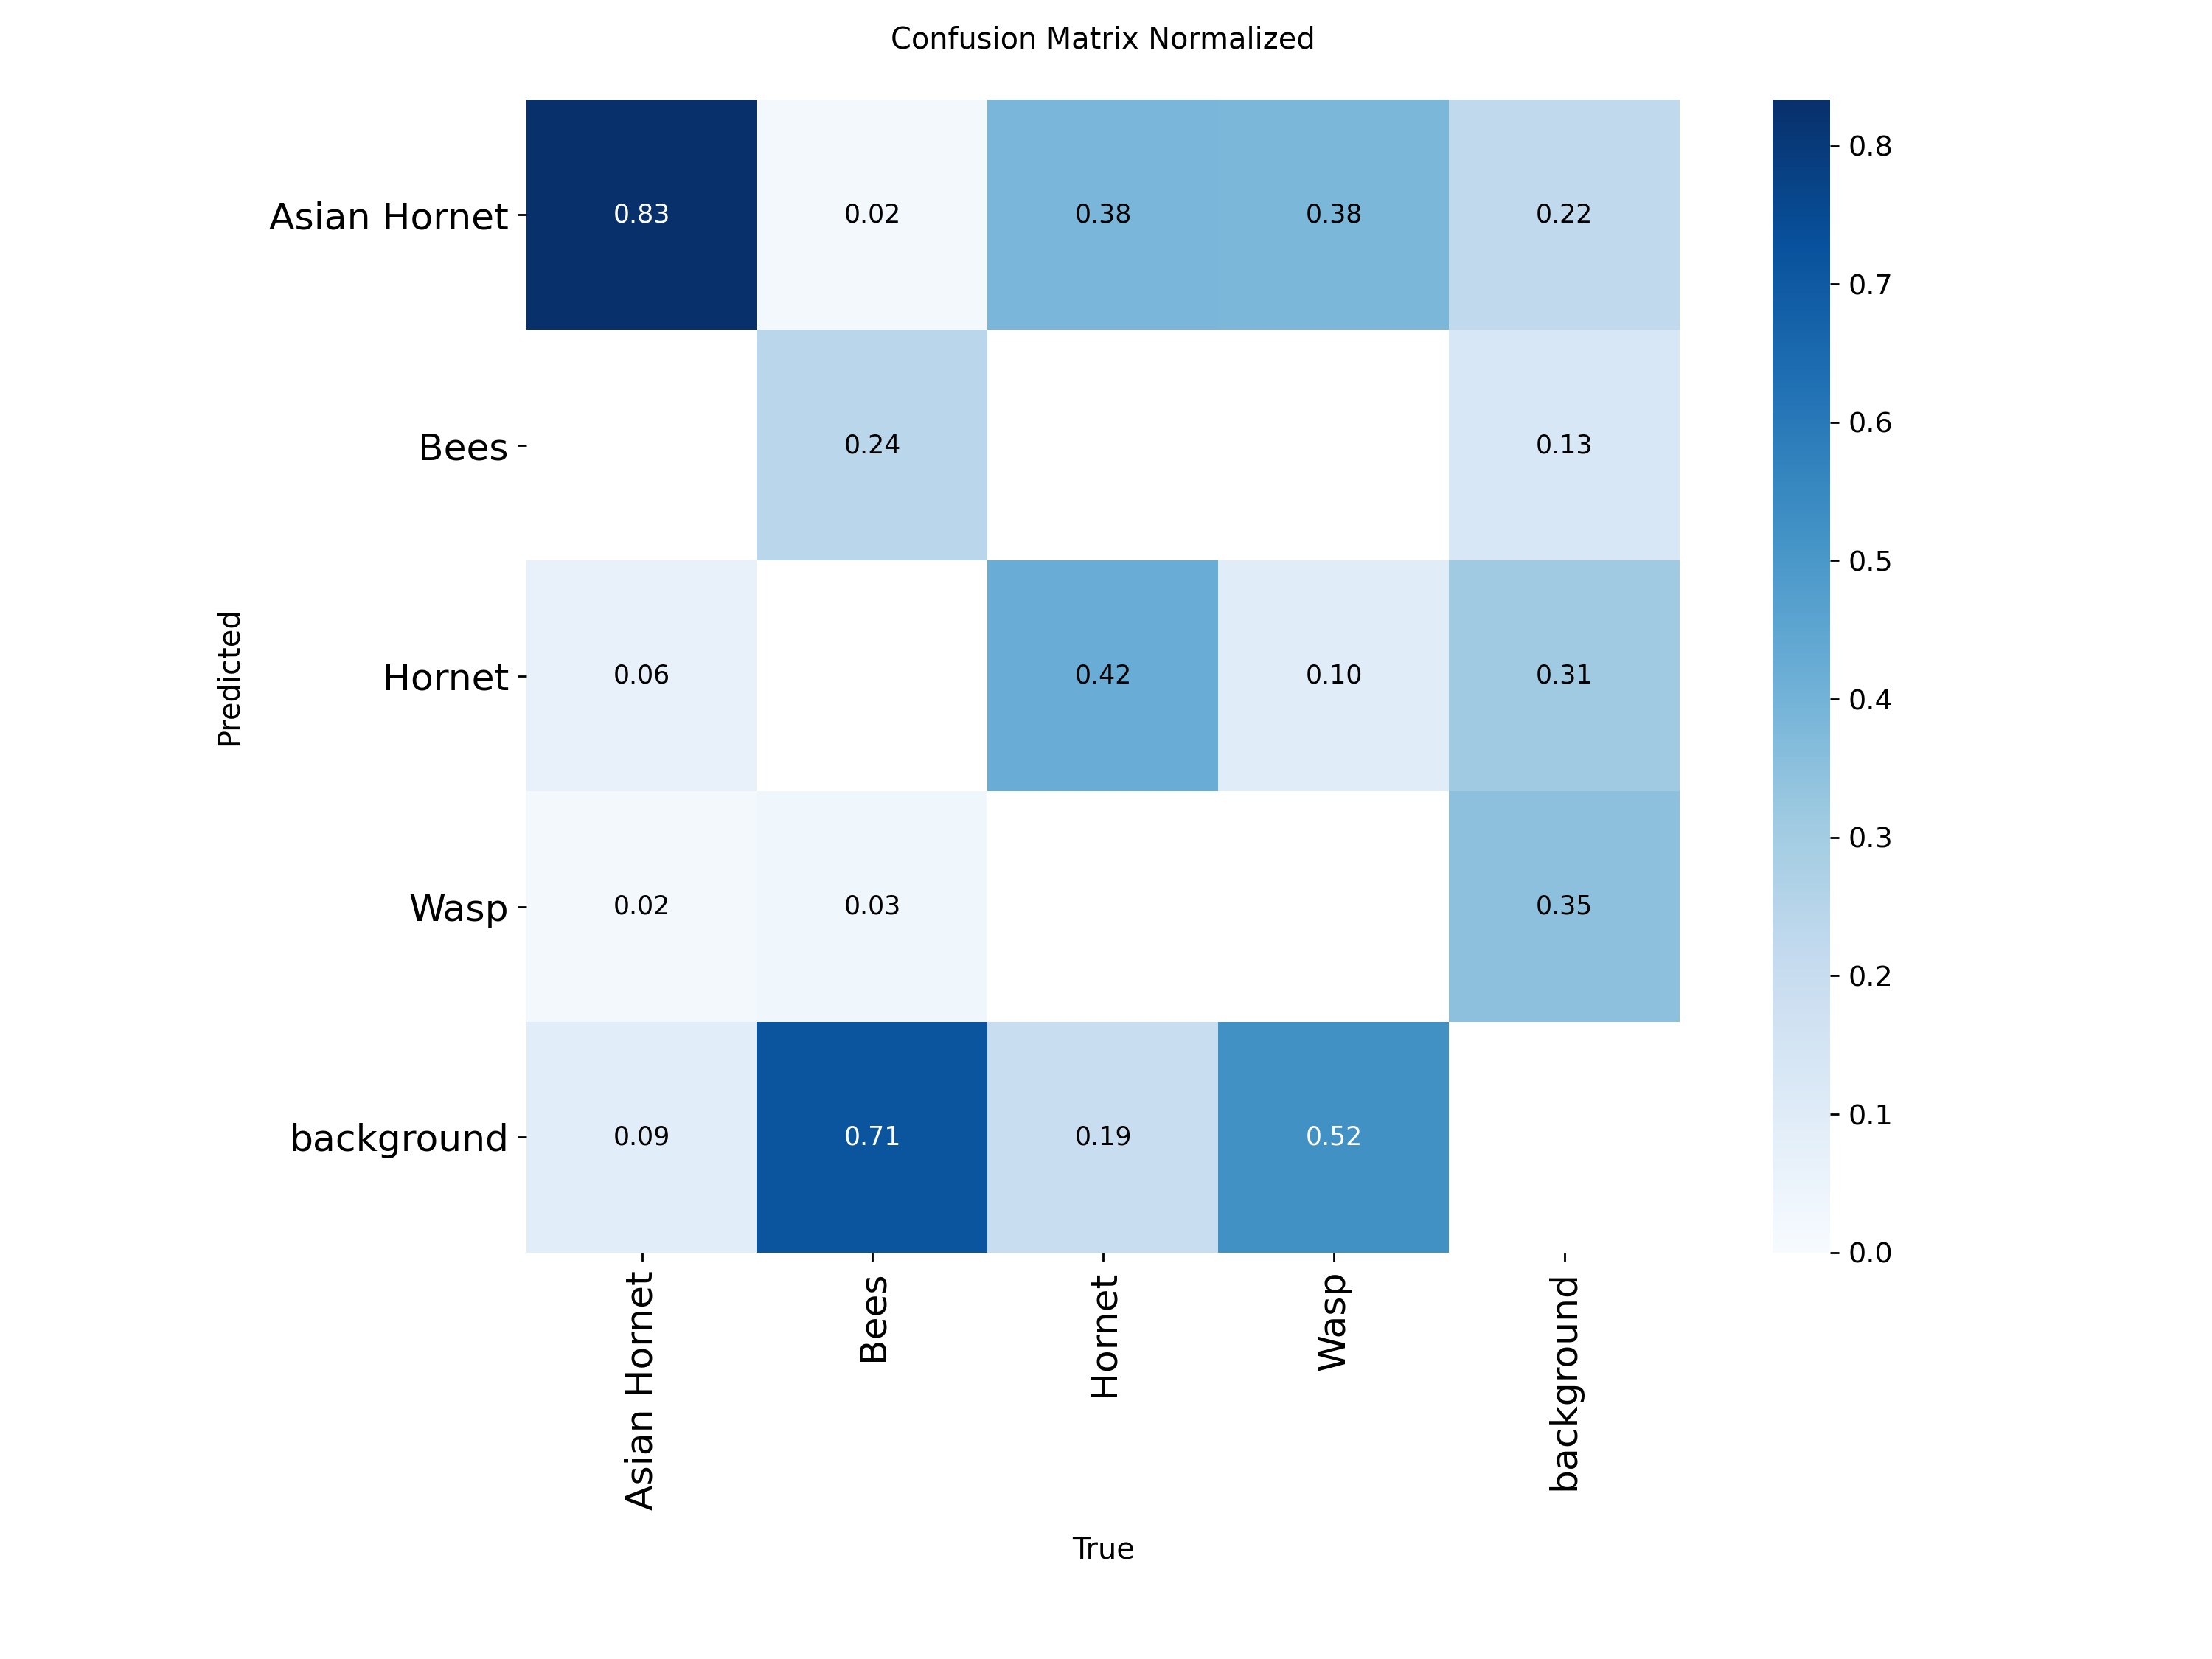 Confusion Matrix Normalized
Asian Hornet 0.83 0.02 0.38 0.38 0.22
Bees 0.24 0.13
Hornet 0.06 0.42 0.10 0.31
Wasp 0.02 0.03 0.35
background 0.09 0.71 0.19 0.52
Predicted
Asian Hornet
Bees
Hornet
Wasp
background
True
0.8
0.7
0.6
0.5
0.4
0.3
0.2
0.1
0.0